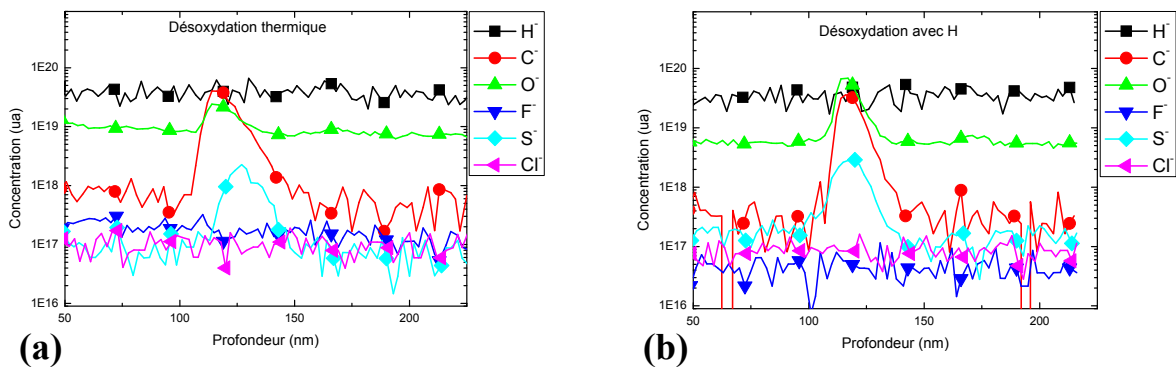 Désoxydation thermique
1E20
1E19
1E18
1E17
1E16
Concentration (ua)
50
100
150
200
Profondeur (nm)
H⁻
C⁻
O⁻
F⁻
S⁻
Cl⁻
(a)
Désoxydation avec H
1E20
1E19
1E18
1E17
1E16
Concentration (ua)
50
100
150
200
Profondeur (nm)
H⁻
C⁻
O⁻
F⁻
S⁻
Cl⁻
(b)